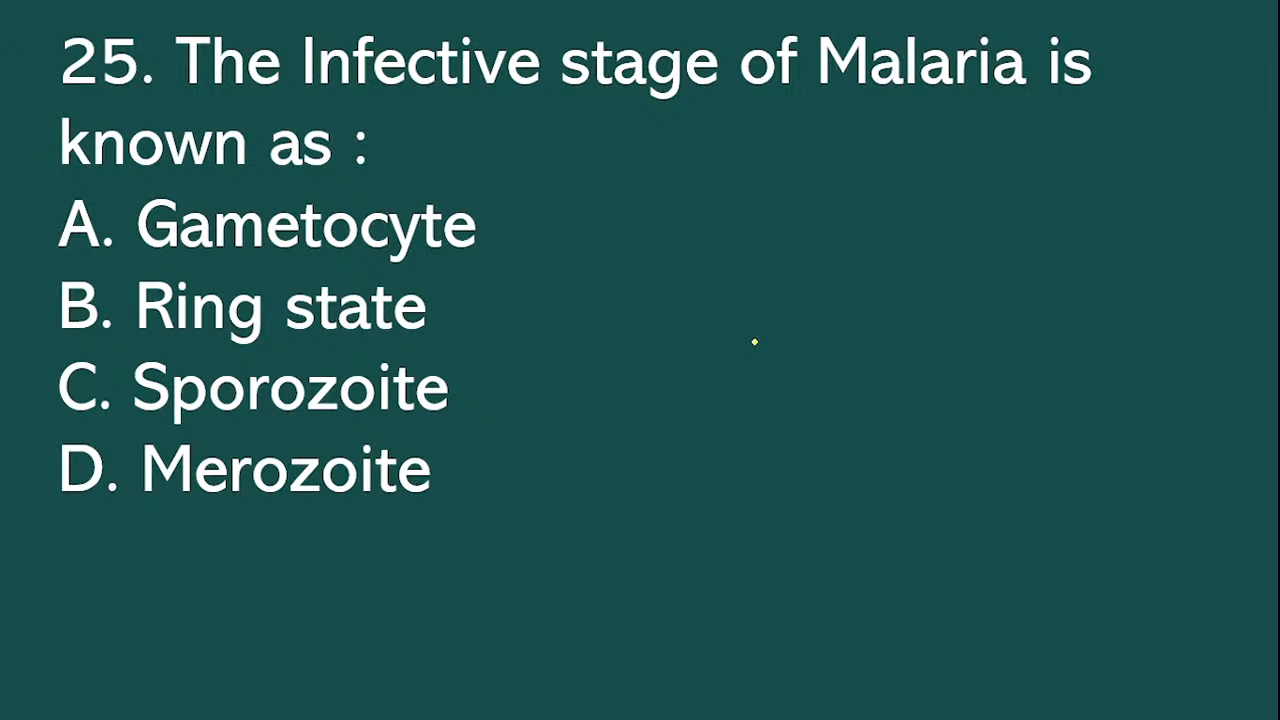 25. The Infective stage of Malaria is
known as :
A. Gametocyte
B. Ring state
C. Sporozoite
D. Merozoite